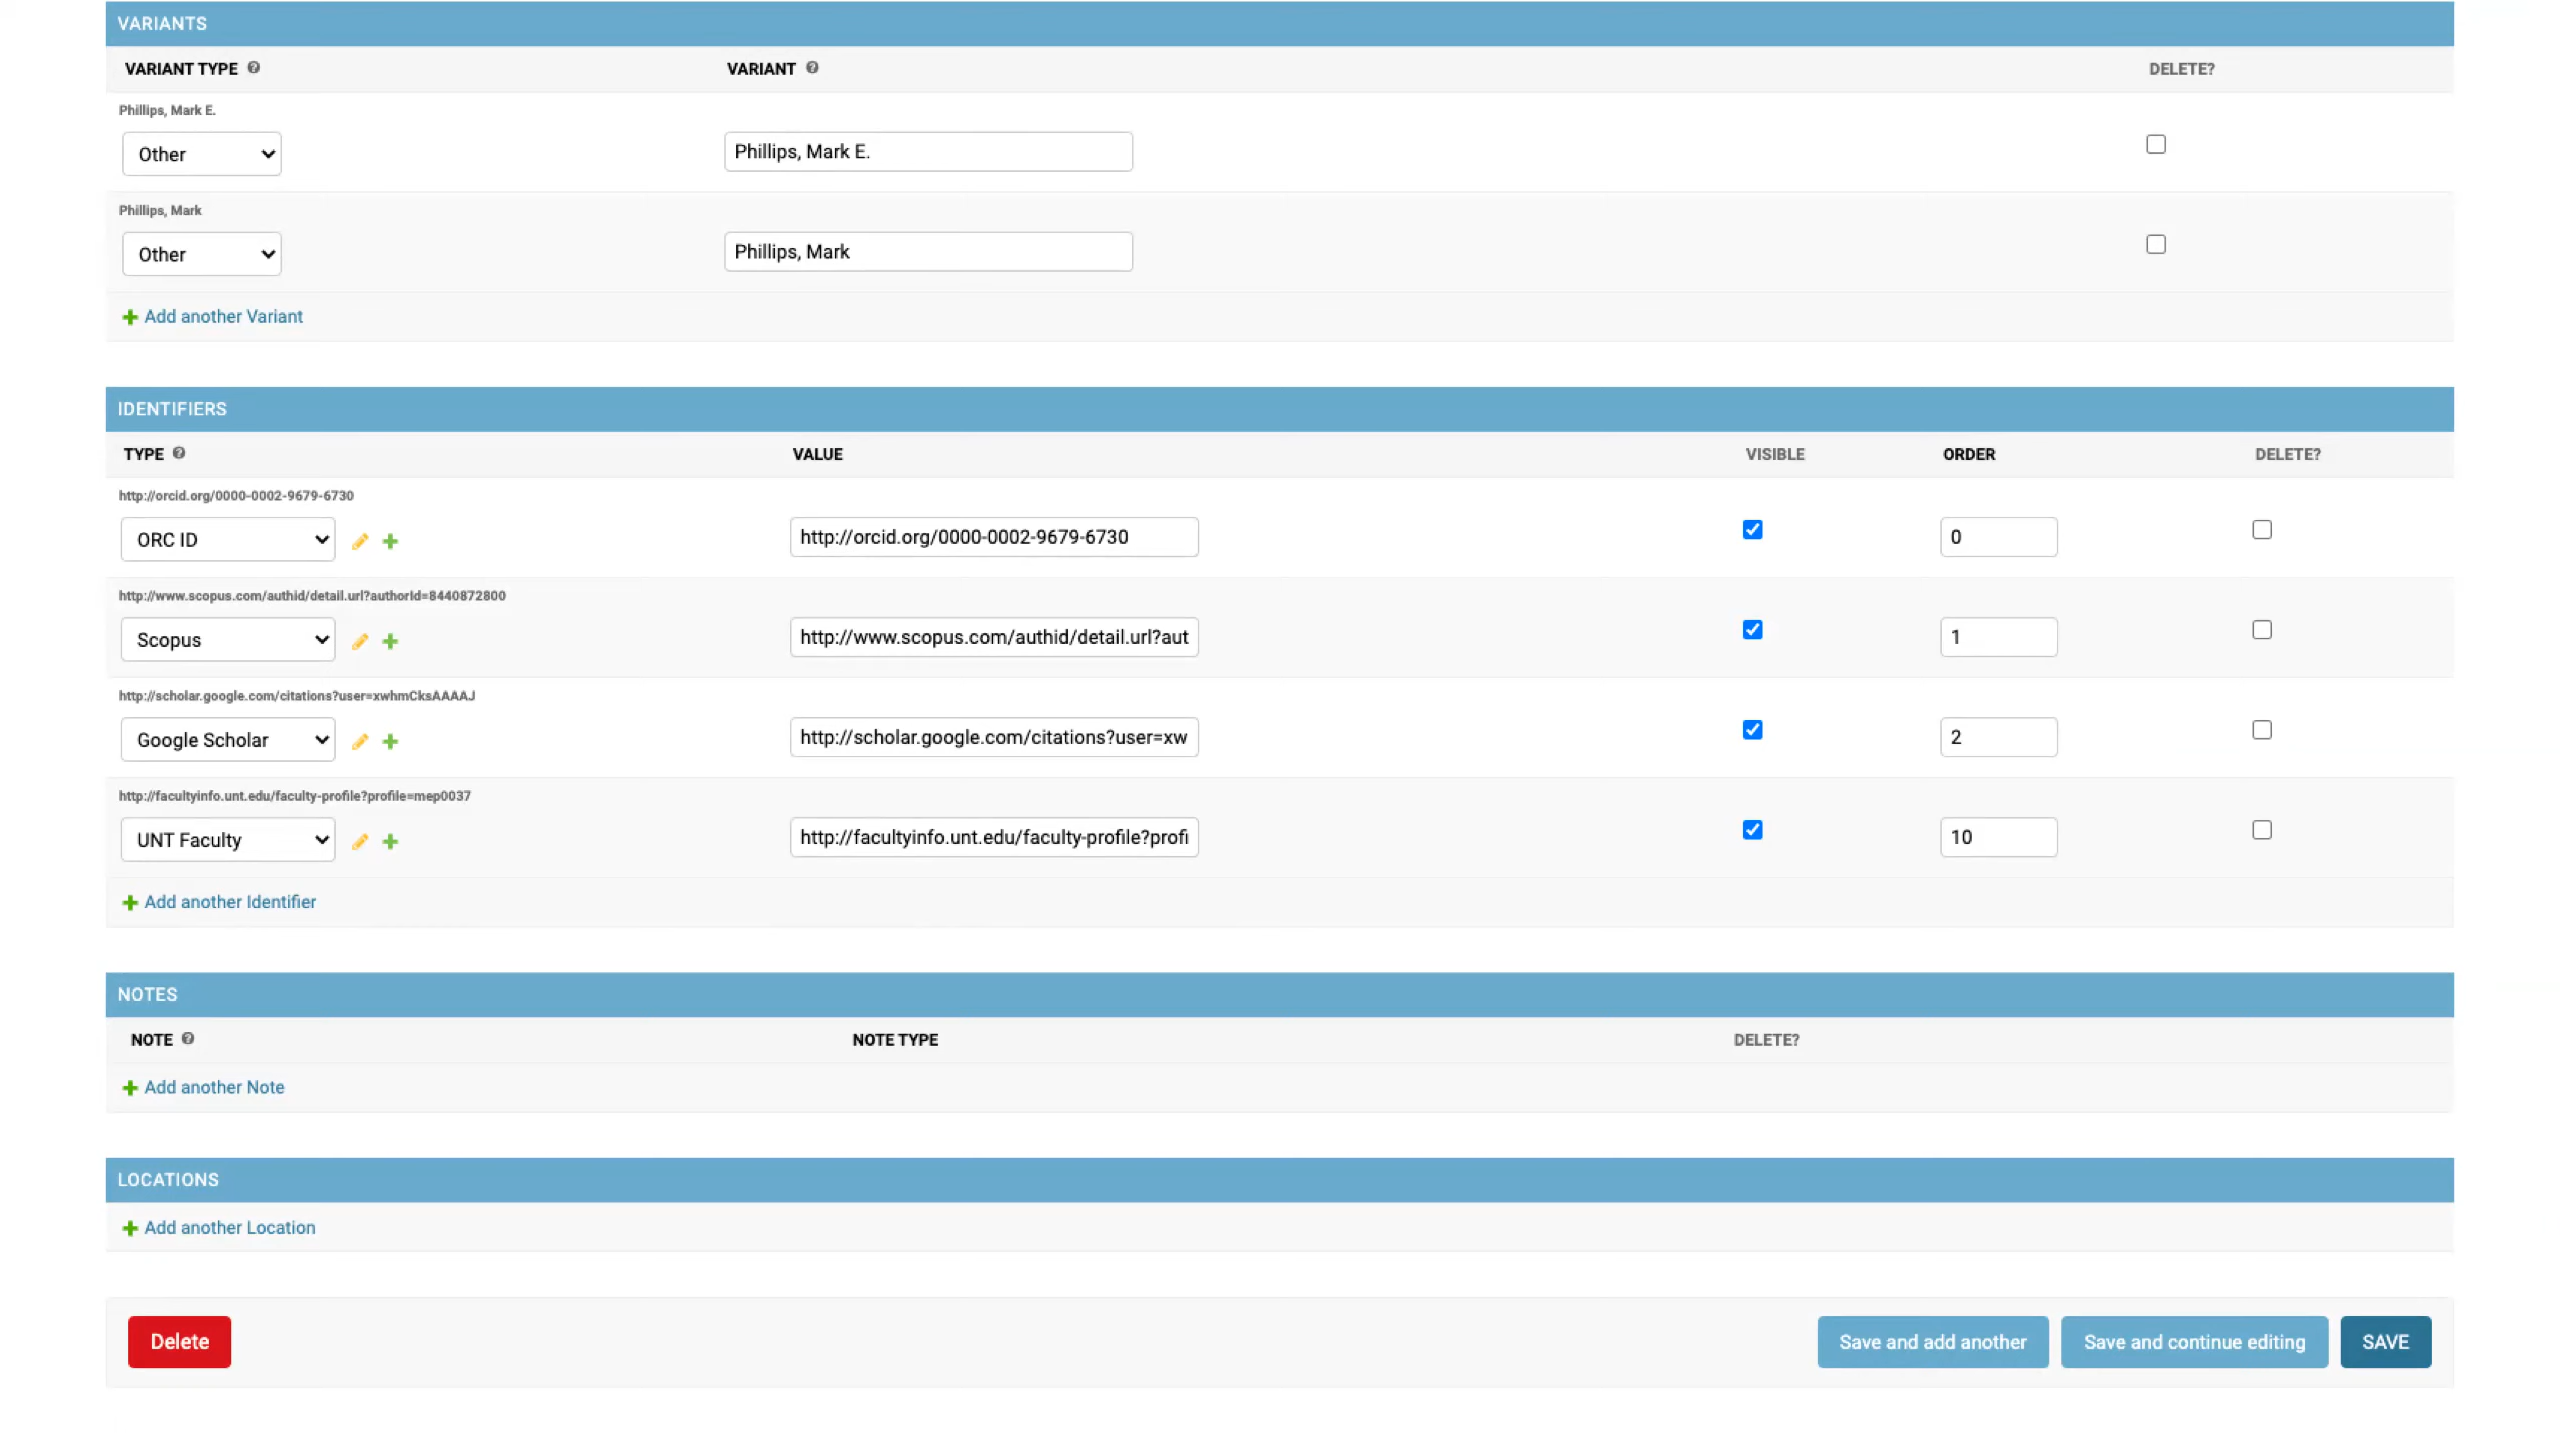 VARIANTS
VARIANT TYPE VARIANT DELETE?
Phillips, Mark E.
Other Phillips, Mark E.
Phillips, Mark
Other Phillips, Mark
Add another Variant
IDENTIFIERS
TYPE VALUE VISIBLE ORDER DELETE?
http://orcid.org/0000-0002-9679-6730
ORC ID http://orcid.org/0000-0002-9679-6730 0
http://www.scopus.com/authid/detail.url?authorId=8440872800
Scopus http://www.scopus.com/authid/detail.url?aut 1
http://scholar.google.com/citations?user=xwhmCksAAAAJ
Google Scholar http://scholar.google.com/citations?user=xw 2
http://facultyinfo.unt.edu/faculty-profile?profile=mep0037
UNT Faculty http://facultyinfo.unt.edu/faculty-profile?profi 10
Add another Identifier
NOTES
NOTE NOTE TYPE DELETE?
Add another Note
LOCATIONS
Add another Location
Delete Save and add another Save and continue editing SAVE